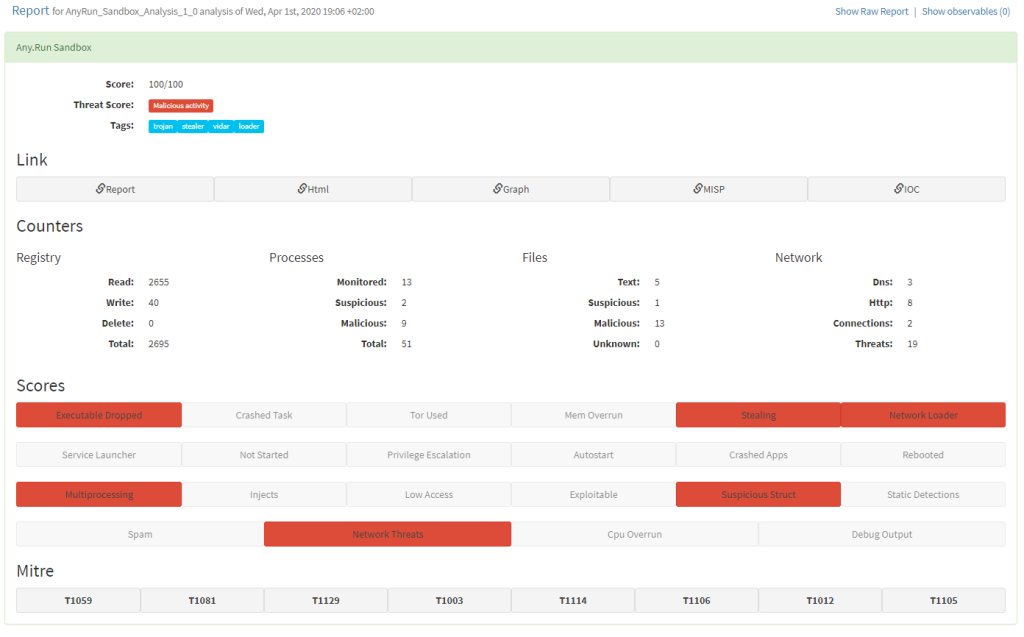 Report for AnyRun_Sandbox_Analysis_1_0 analysis of Wed, Apr 1st, 2020 19:06 +02:00
Show Raw Report | Show observables (0)
Any.Run Sandbox
Score: 100/100
Threat Score: Malicious activity
Tags: trojan stealer vidar loader
Link
Report Html Graph MISP IOC
Counters
Registry Processes Files Network
Read: 2655 Monitored: 13 Text: 5 Dns: 3
Write: 40 Suspicious: 2 Suspicious: 1 Http: 8
Delete: 0 Malicious: 9 Malicious: 13 Connections: 2
Total: 2695 Total: 51 Unknown: 0 Threats: 19
Scores
Executable Dropped Crashed Task Tor Used Mem Overrun Stealing Network Loader
Service Launcher Not Started Privilege Escalation Autostart Crashed Apps Rebooted
Multiprocessing Injects Low Access Exploitable Suspicious Struct Static Detections
Spam Network Threats Cpu Overrun Debug Output
Mitre
T1059 T1081 T1129 T1003 T1114 T1106 T1012 T1105